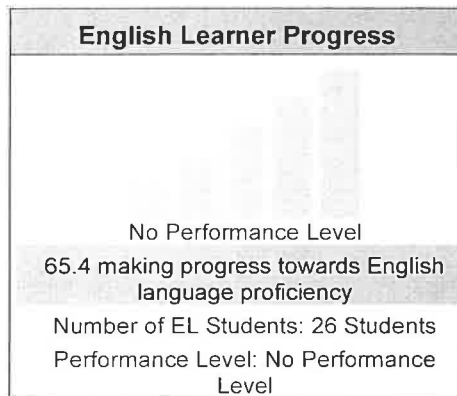 English Learner Progress
No Performance Level
65.4 making progress towards English
language proficiency
Number of EL Students: 26 Students
Performance Level: No Performance
Level